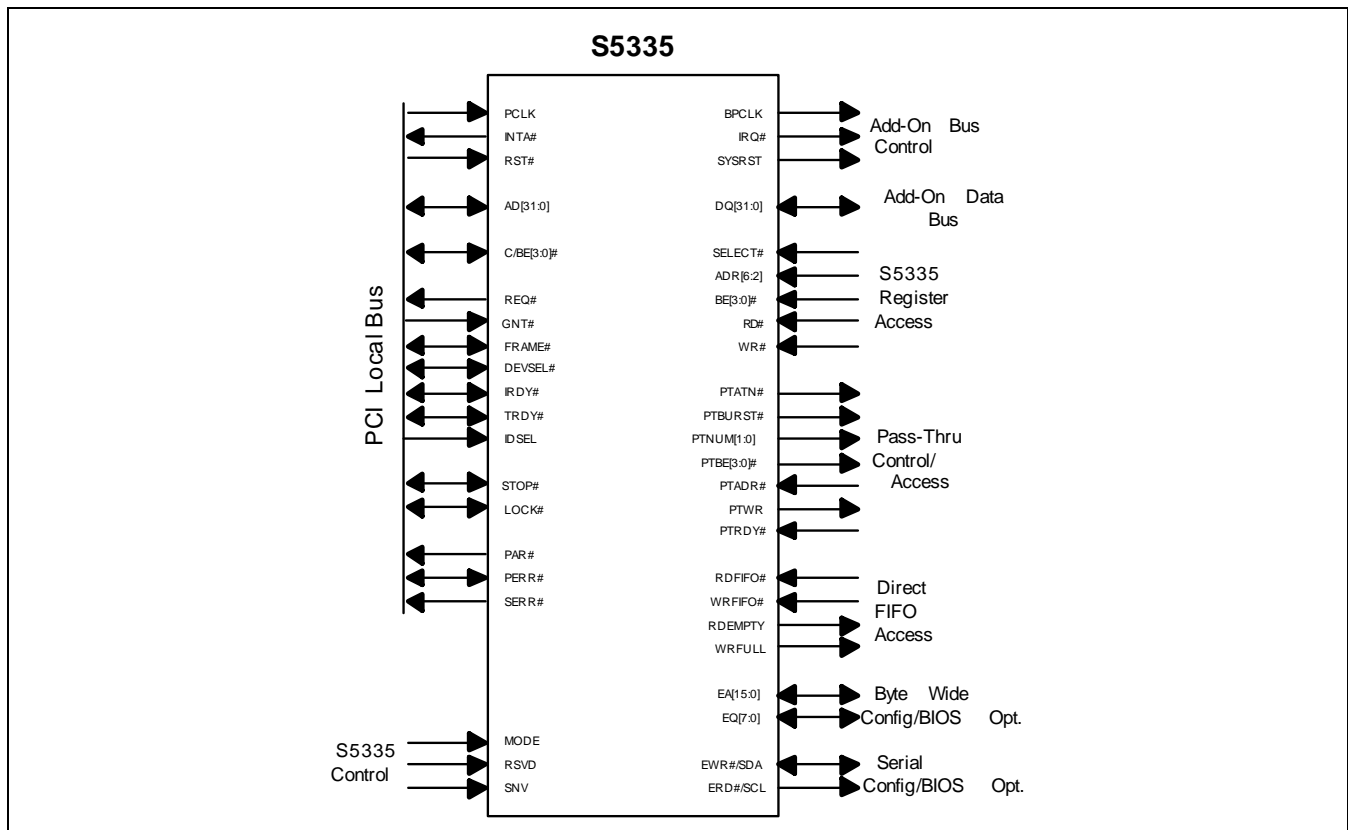 S5335
PCLK
INTA#
RST#
AD[31:0]
C/BE[3:0]#
REQ#
GNT#
FRAME#
DEVSEL#
IRDY#
TRDY#
IDSEL
STOP#
LOCK#
PAR#
PERR#
SERR#
MODE
RSVD
SNV
PCI Local Bus
S5335
Control
BPCLK
IRQ#
SYSRST
DQ[31:0]
SELECT#
ADR[6:2]
BE[3:0]#
RD#
WR#
PTATN#
PTBURST#
PTNUM[1:0]
PTBE[3:0]#
PTADR#
PTWR
PTRDY#
RDFIFO#
WRFIFO#
RDEMPTY
WRFULL
EA[15:0]
EQ[7:0]
EWR#/SDA
ERD#/SCL
Add-On Bus
Control
Add-On Data
Bus
S5335
Register
Access
Pass-Thru
Control/
Access
Direct
FIFO
Access
Byte Wide
Config/BIOS Opt.
Serial
Config/BIOS Opt.